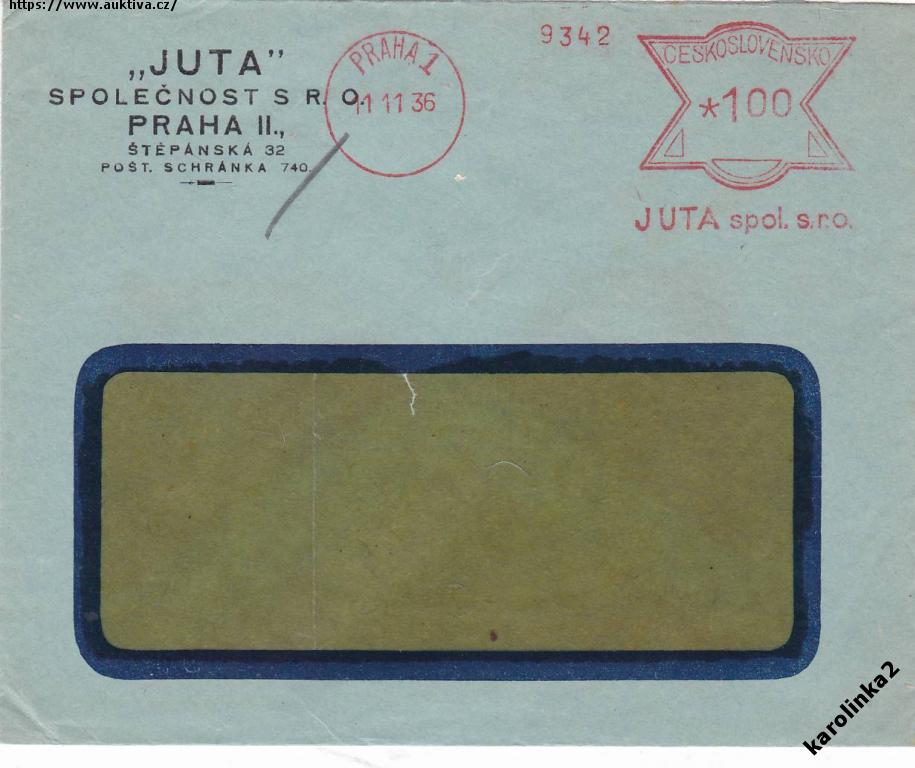 https://www.auktiva.cz/
„JUTA”
SPOLEČNOST S R. O.
PRAHA II.,
ŠTĚPÁNSKÁ 32
POŠT. SCHRÁNKA 740.
PRAHA 1
11 11 36
9342
ČESKOSLOVENSKO
*100
JUTA spol. s.r.o.
karolinka2